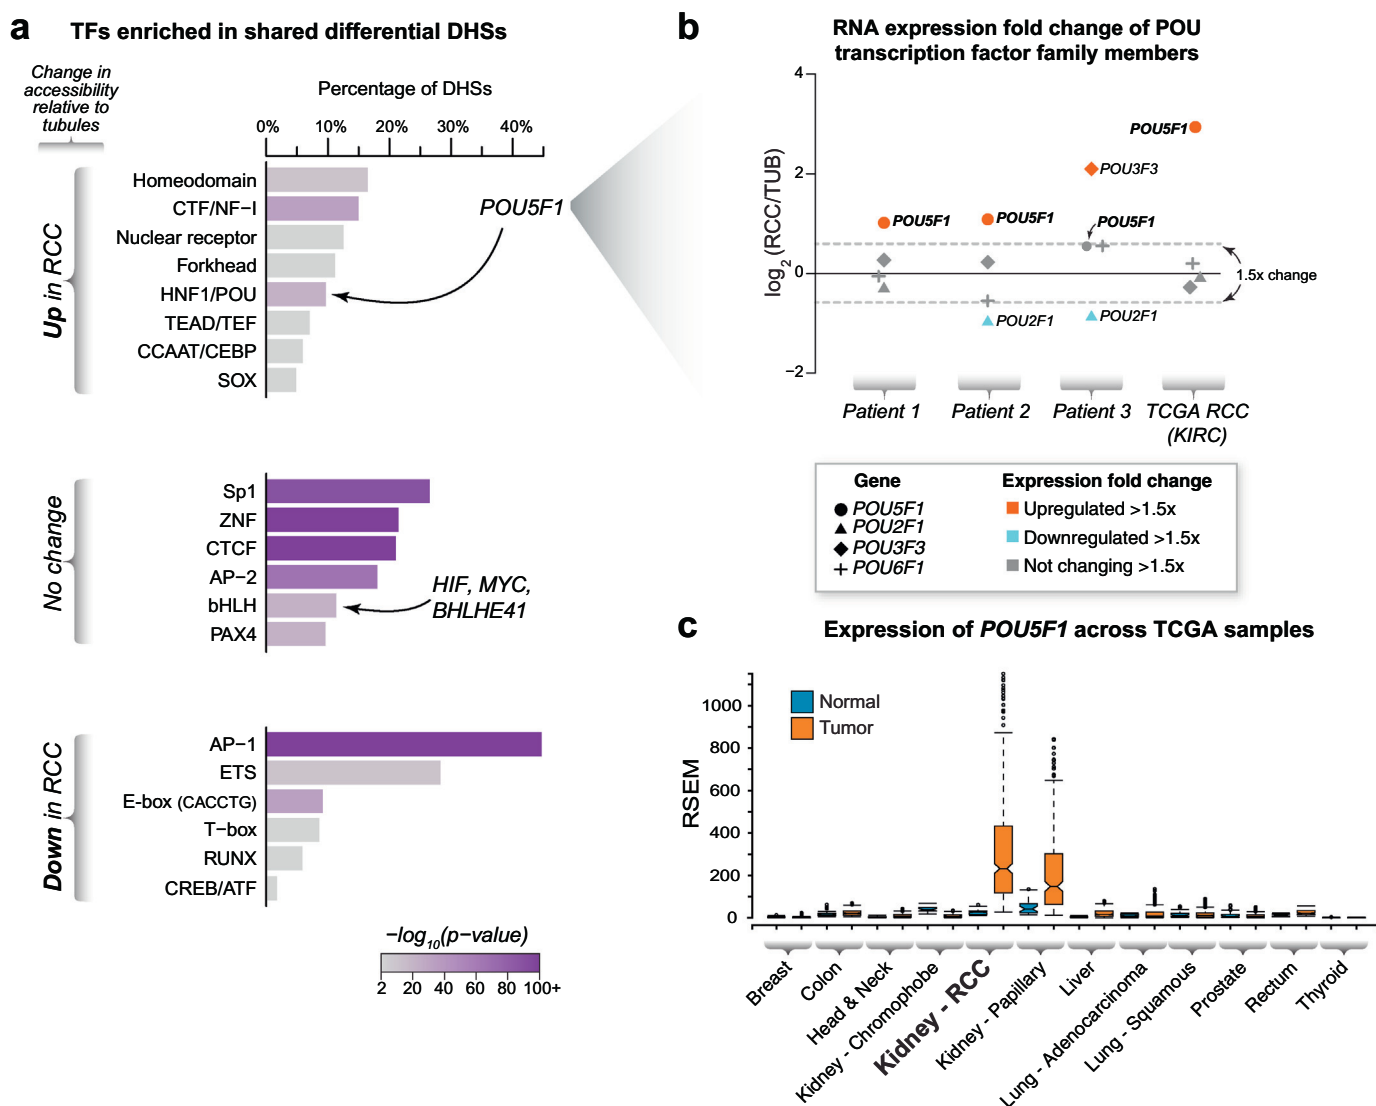 a
TFs enriched in shared differential DHSs
Change in
accessibility
relative to
tubules
Percentage of DHSs
0% 10% 20% 30% 40%
Up in RCC
Homeodomain
CTF/NF−I
Nuclear receptor
Forkhead
HNF1/POU
TEAD/TEF
CCAAT/CEBP
SOX
POU5F1
No change
Sp1
ZNF
CTCF
AP−2
bHLH
PAX4
HIF, MYC,
BHLHE41
Down in RCC
AP−1
ETS
E-box (CACCTG)
T−box
RUNX
CREB/ATF
−log10(p−value)
2 20 40 60 80 100+
b
RNA expression fold change of POU
transcription factor family members
log2 (RCC/TUB)
4
2
0
−2
POU5F1
POU5F1
POU2F1
POU3F3
POU5F1
POU2F1
POU5F1
1.5x change
Patient 1 Patient 2 Patient 3 TCGA RCC
(KIRC)
Gene
POU5F1
POU2F1
POU3F3
POU6F1
Expression fold change
Upregulated >1.5x
Downregulated >1.5x
Not changing >1.5x
c
Expression of POU5F1 across TCGA samples
Normal
Tumor
RSEM
1000
800
600
400
200
0
Breast
Colon
Head & Neck
Kidney - Chromophobe
Kidney - RCC
Kidney - Papillary
Liver
Lung - Adenocarcinoma
Lung - Squamous
Prostate
Rectum
Thyroid